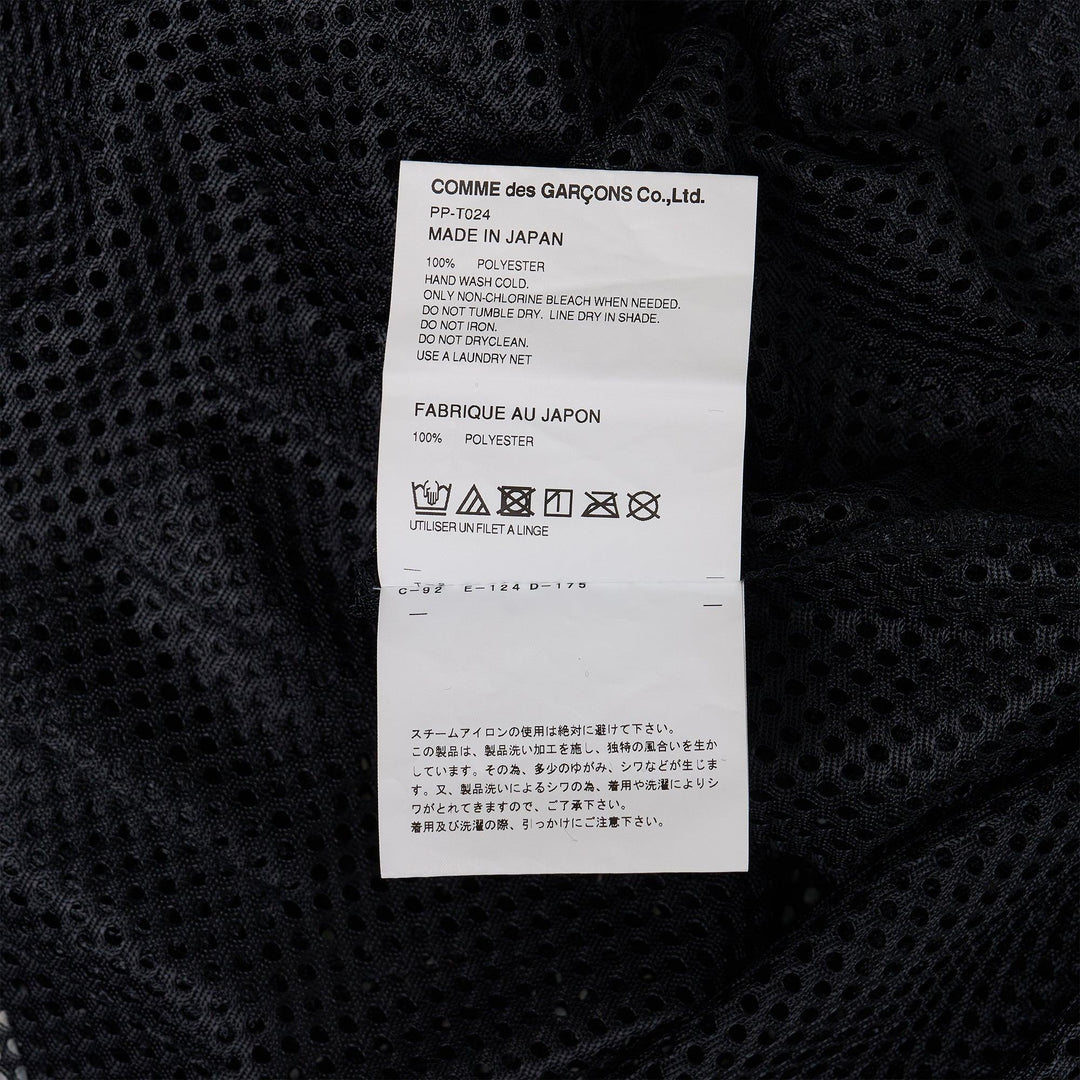 COMME des GARÇONS Co.,Ltd.
PP-T024
MADE IN JAPAN
100% POLYESTER
HAND WASH COLD.
ONLY NON-CHLORINE BLEACH WHEN NEEDED.
DO NOT TUMBLE DRY. LINE DRY IN SHADE.
DO NOT IRON.
DO NOT DRYCLEAN.
USE A LAUNDRY NET
FABRIQUE AU JAPON
100% POLYESTER
UTILISER UN FILET A LINGE
C-92 E-124 D-175
スチームアイロンの使用は絶対に避けて下さい。
この製品は、製品洗い加工を施し、独特の風合いを生か
しています。その為、多少のゆがみ、シワなどが生じま
す。又、製品洗いによるシワの為、着用や洗濯によりシ
ワがとれてきますので、ご了承下さい。
着用及び洗濯の際、引っかけにご注意下さい。